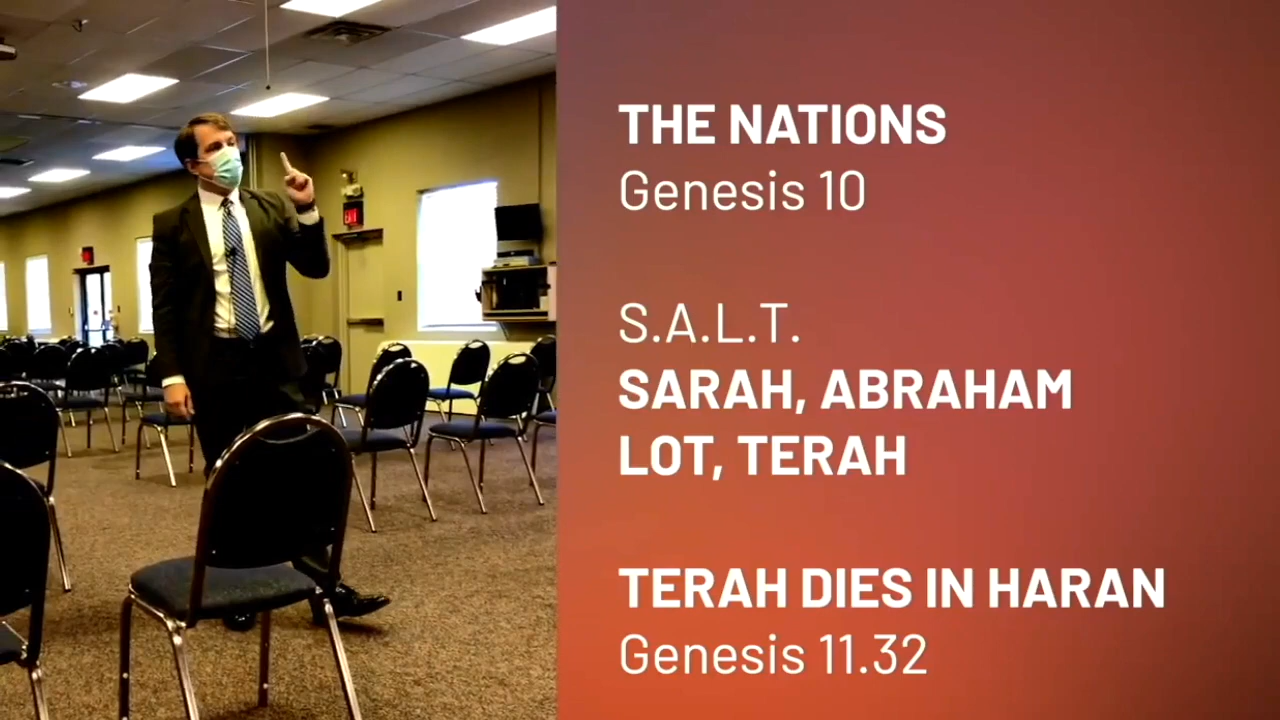 THE NATIONS
Genesis 10
S.A.L.T.
SARAH, ABRAHAM
LOT, TERAH
TERAH DIES IN HARAN
Genesis 11.32